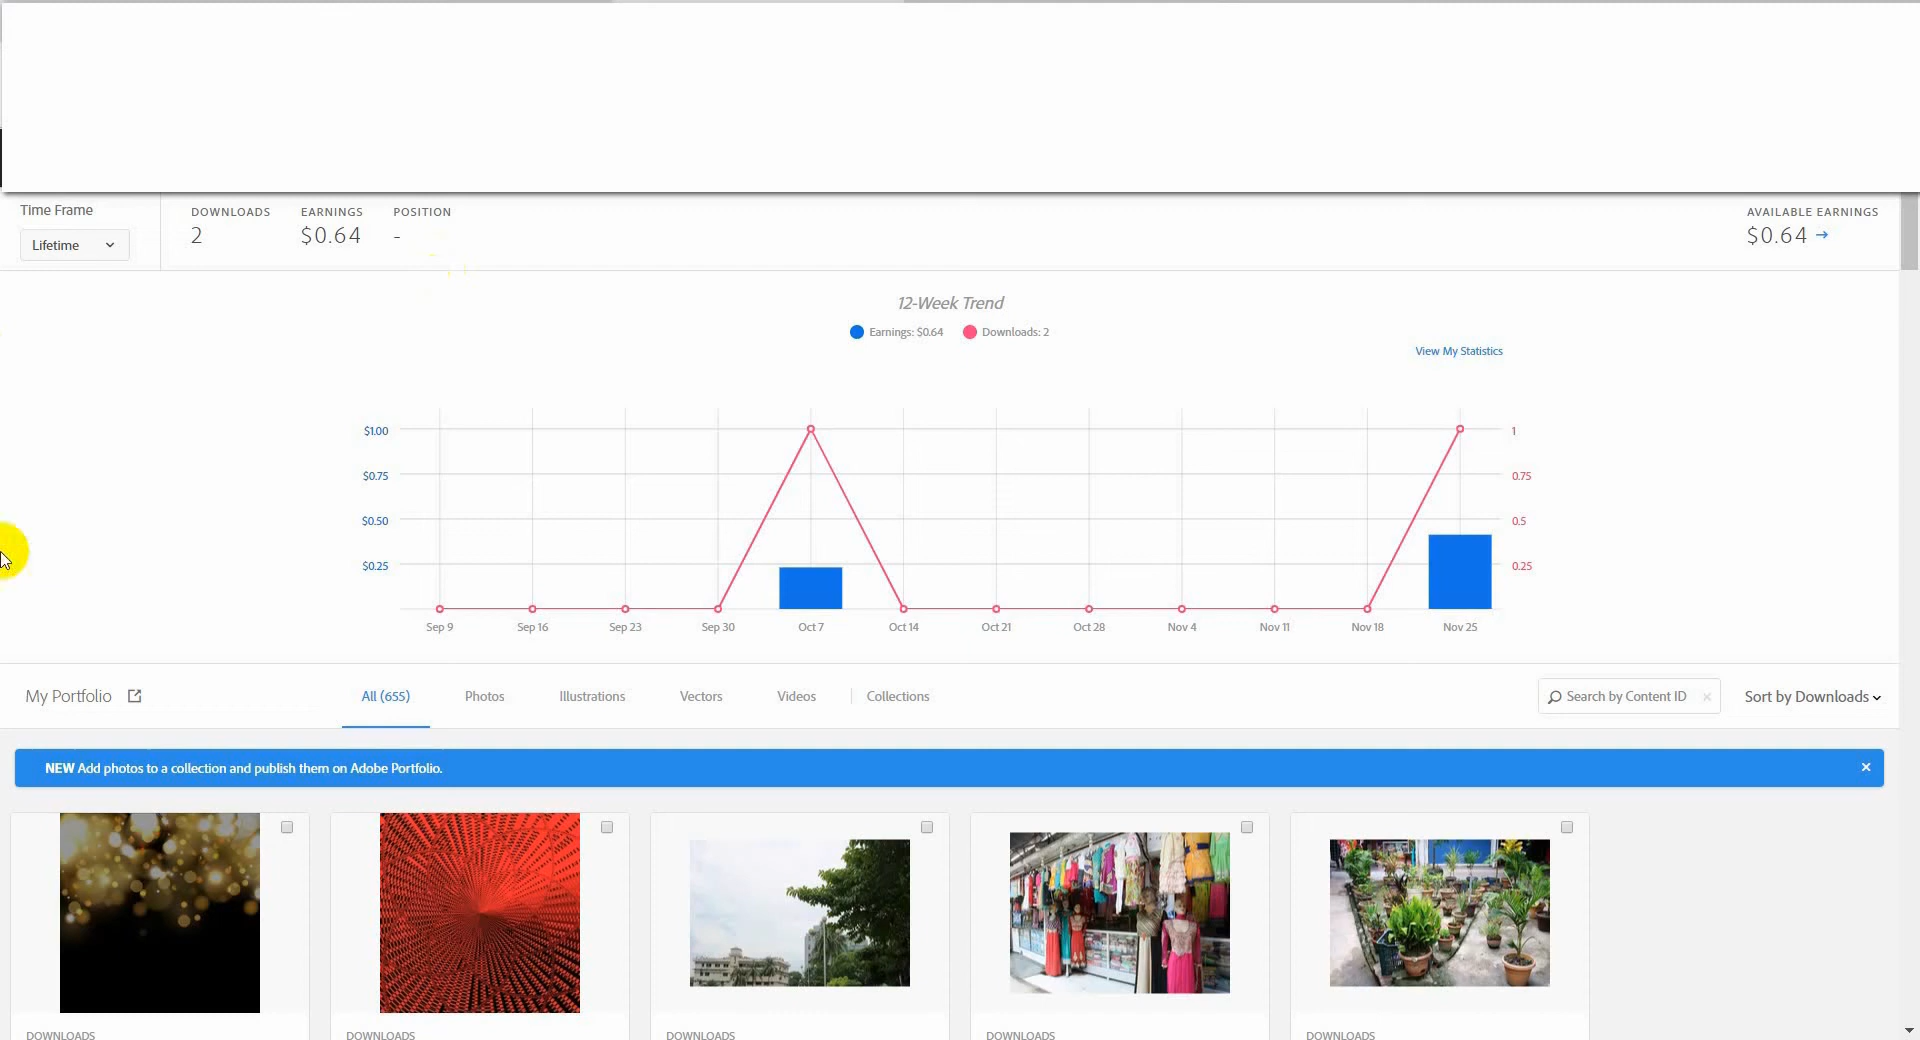 Time Frame
Lifetime
DOWNLOADS
2
EARNINGS
$0.64
POSITION
-
AVAILABLE EARNINGS
$0.64 →
12-Week Trend
Earnings: $0.64 Downloads: 2
View My Statistics
$1.00
$0.75
$0.50
$0.25
1
0.75
0.5
0.25
Sep 9 Sep 16 Sep 23 Sep 30 Oct 7 Oct 14 Oct 21 Oct 28 Nov 4 Nov 11 Nov 18 Nov 25
My Portfolio
All (655) Photos Illustrations Vectors Videos Collections
Search by Content ID ×
Sort by Downloads
NEW Add photos to a collection and publish them on Adobe Portfolio. ×
DOWNLOADS DOWNLOADS DOWNLOADS DOWNLOADS DOWNLOADS